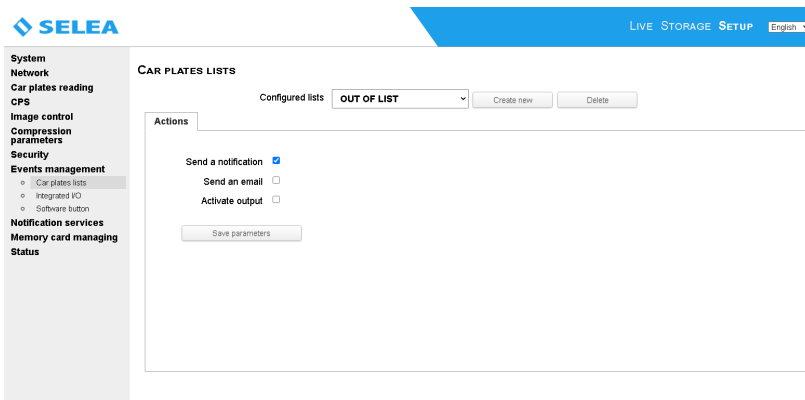 SELEA
LIVE STORAGE SETUP English
System
Network
Car plates reading
CPS
Image control
Compression
parameters
Security
Events management
Car plates lists
Integrated I/O
Software button
Notification services
Memory card managing
Status
CAR PLATES LISTS
Configured lists OUT OF LIST Create new Delete
Actions
Send a notification
Send an email
Activate output
Save parameters